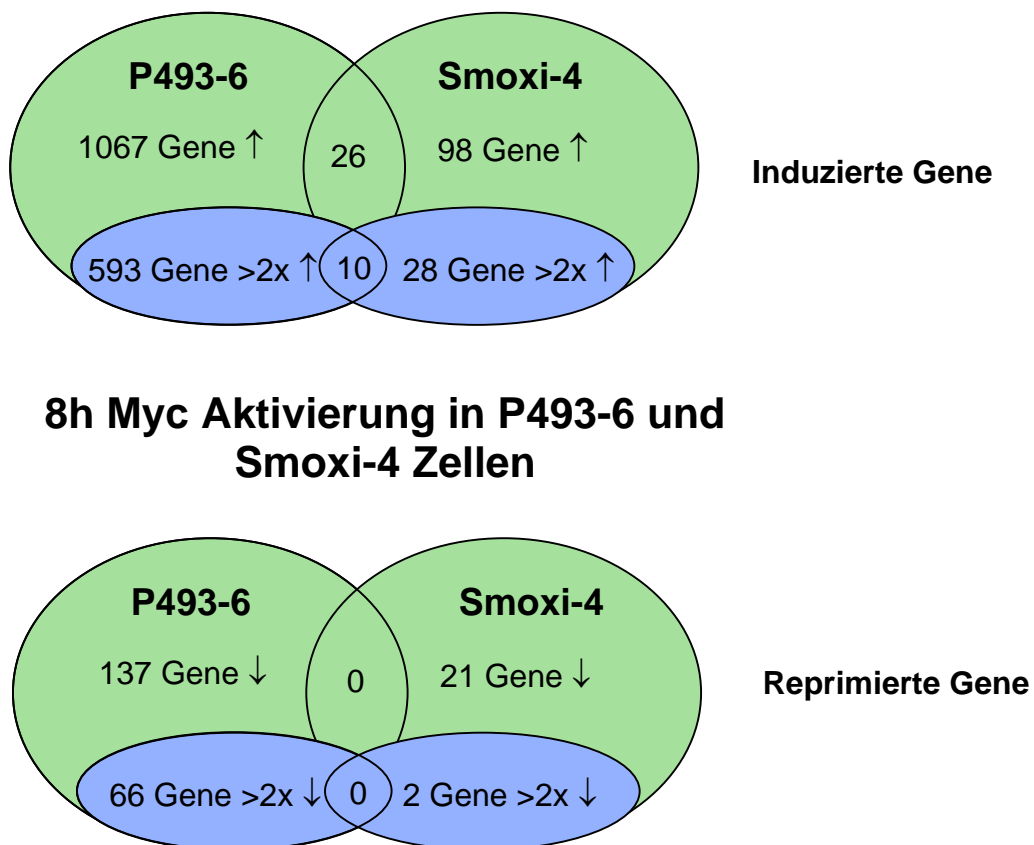 P493-6
Smoxi-4
1067 Gene ↑
26
98 Gene ↑
Induzierte Gene
593 Gene >2x ↑
10
28 Gene >2x ↑
8h Myc Aktivierung in P493-6 und
Smoxi-4 Zellen
P493-6
Smoxi-4
137 Gene ↓
0
21 Gene ↓
Reprimierte Gene
66 Gene >2x ↓
0
2 Gene >2x ↓